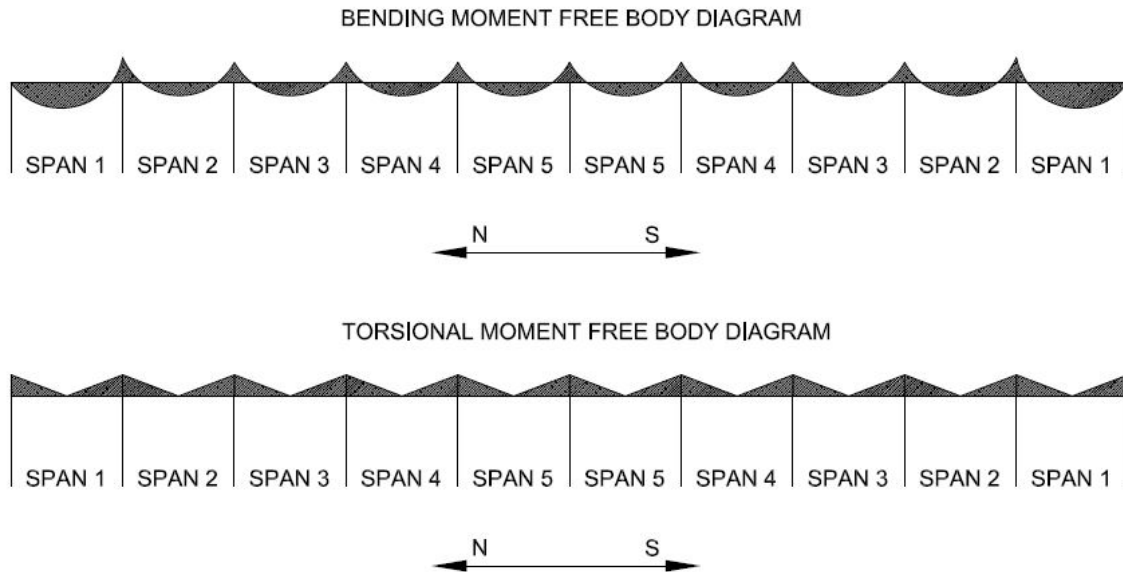 BENDING MOMENT FREE BODY DIAGRAM
SPAN 1 SPAN 2 SPAN 3 SPAN 4 SPAN 5 SPAN 5 SPAN 4 SPAN 3 SPAN 2 SPAN 1
N S
TORSIONAL MOMENT FREE BODY DIAGRAM
SPAN 1 SPAN 2 SPAN 3 SPAN 4 SPAN 5 SPAN 5 SPAN 4 SPAN 3 SPAN 2 SPAN 1
N S